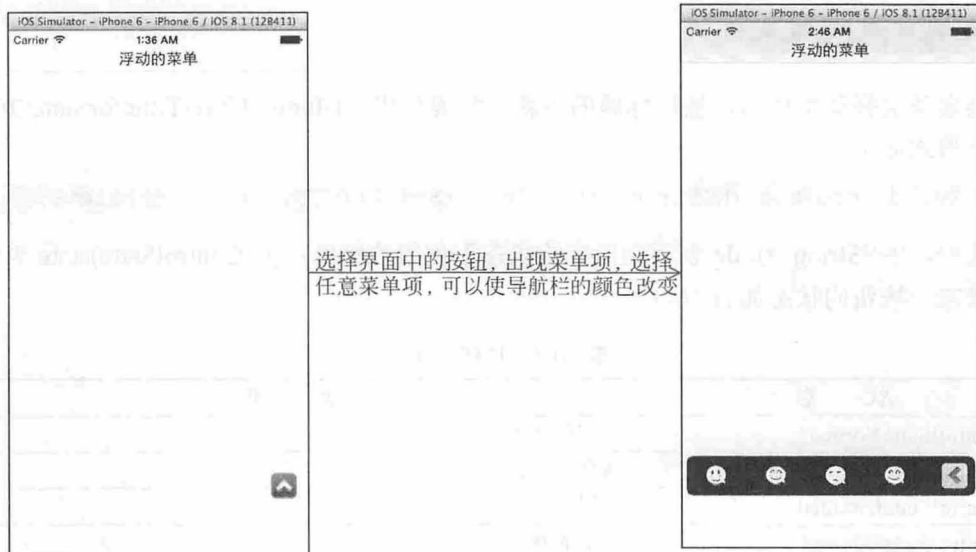 iOS Simulator - iPhone 6 - iPhone 6 / iOS 8.1 (12B411)
Carrier 1:36 AM
浮动的菜单
选择界面中的按钮，出现菜单项，选择
任意菜单项，可以使导航栏的颜色改变
iOS Simulator - iPhone 6 - iPhone 6 / iOS 8.1 (12B411)
Carrier 2:46 AM
浮动的菜单